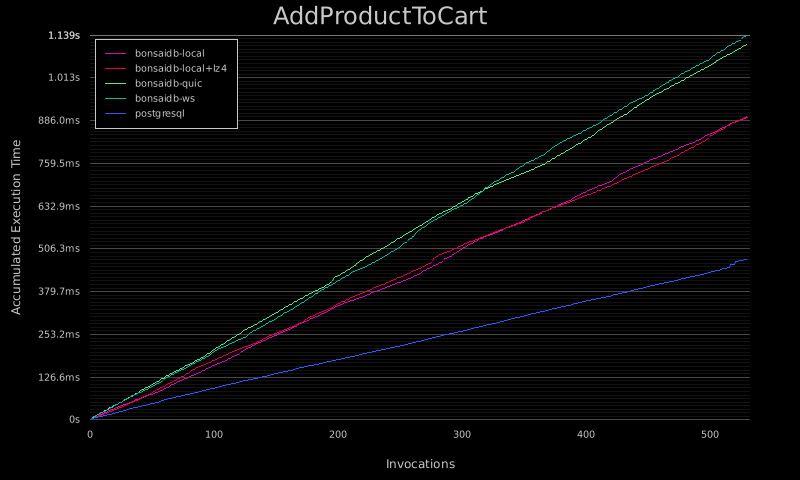 AddProductToCart
1.139s
1.013s
886.0ms
759.5ms
632.9ms
506.3ms
379.7ms
253.2ms
126.6ms
0s
Accumulated Execution Time
bonsaidb-local
bonsaidb-local+lz4
bonsaidb-quic
bonsaidb-ws
postgresql
0 100 200 300 400 500
Invocations